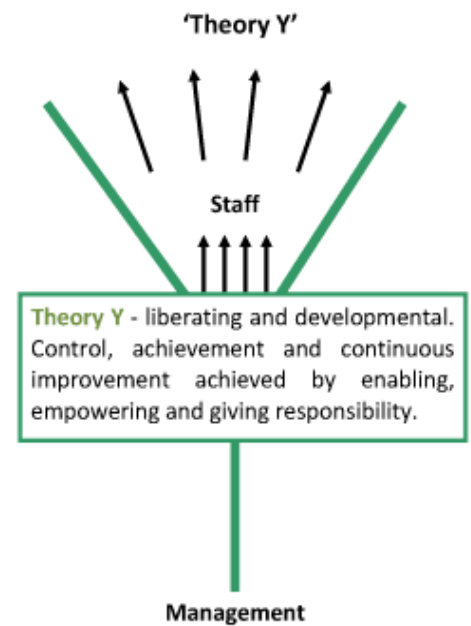 ‘Theory Y’
Staff
Theory Y - liberating and developmental.
Control, achievement and continuous
improvement achieved by enabling,
empowering and giving responsibility.
Management